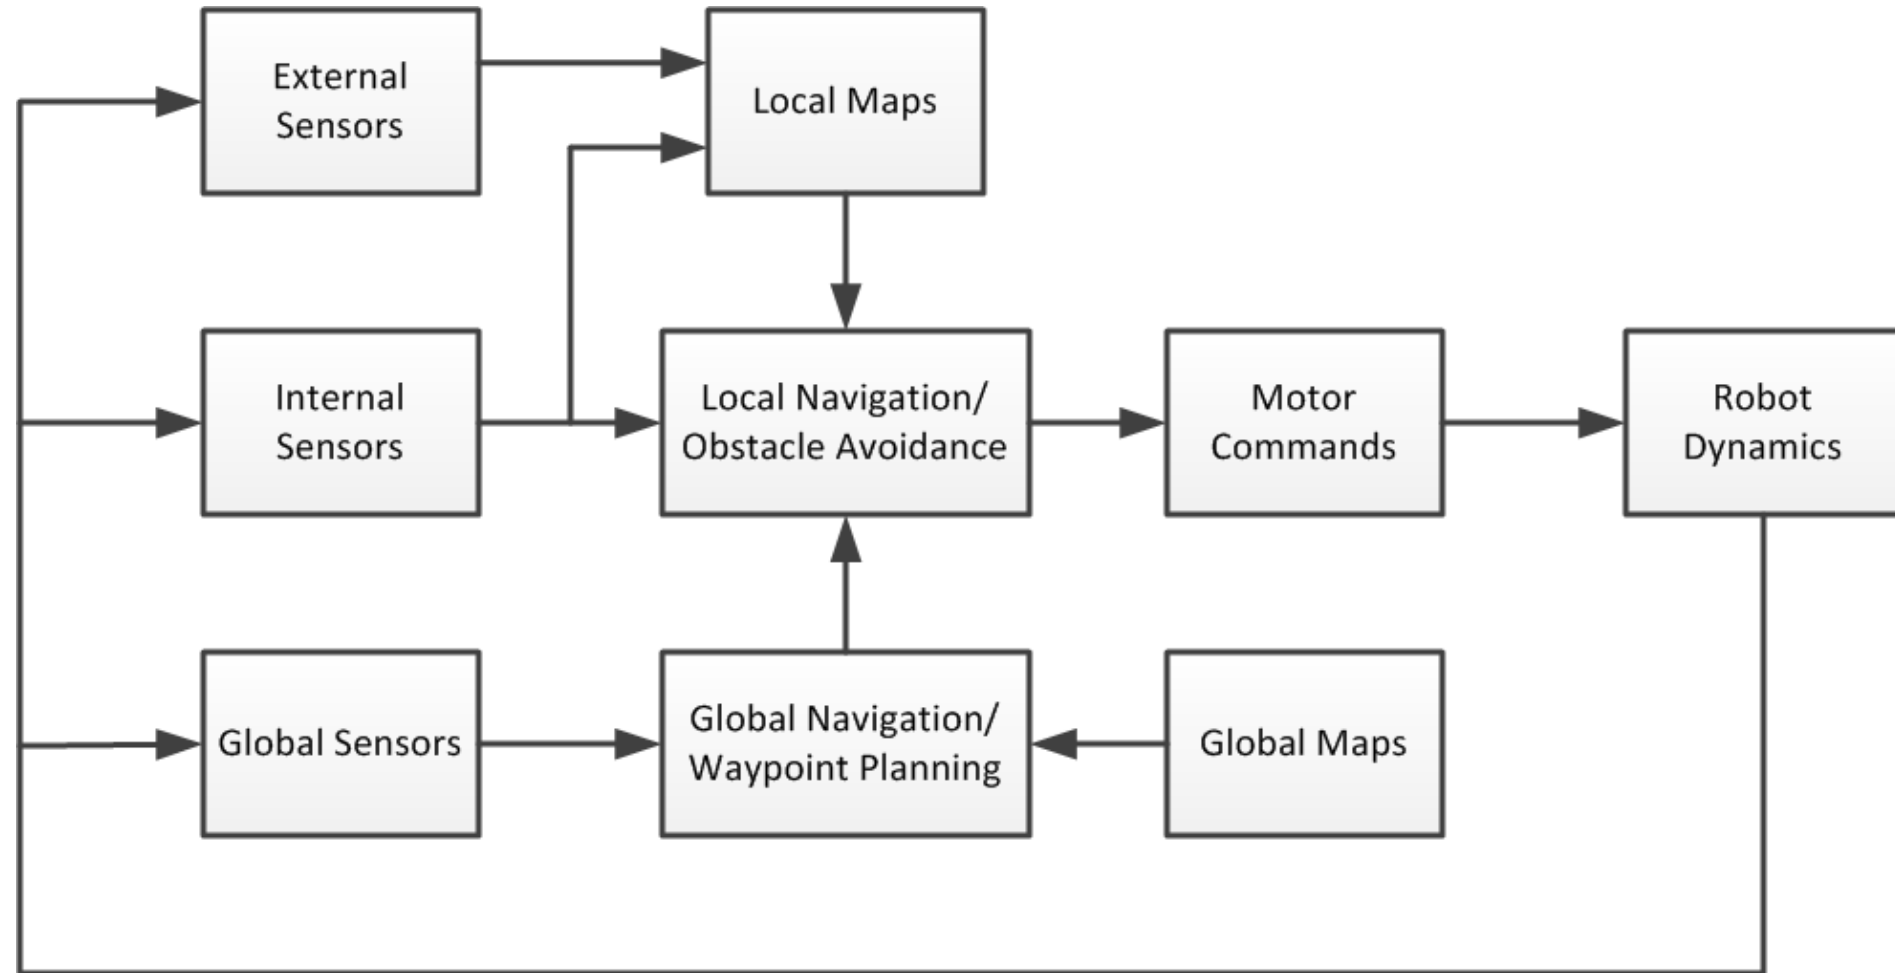 External
Sensors
Local Maps
Internal
Sensors
Local Navigation/
Obstacle Avoidance
Motor
Commands
Robot
Dynamics
Global Sensors
Global Navigation/
Waypoint Planning
Global Maps